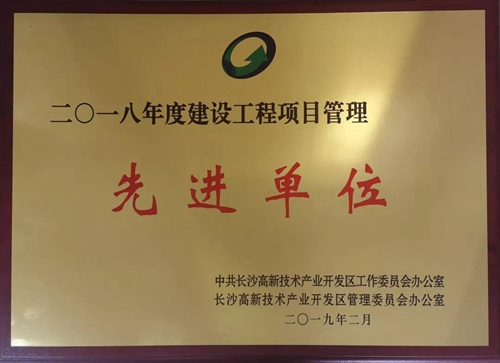 二〇一八年度建设工程项目管理
先进单位
中共长沙高新技术产业开发区工作委员会办公室
长沙高新技术产业开发区管理委员会办公室
二〇一九年二月